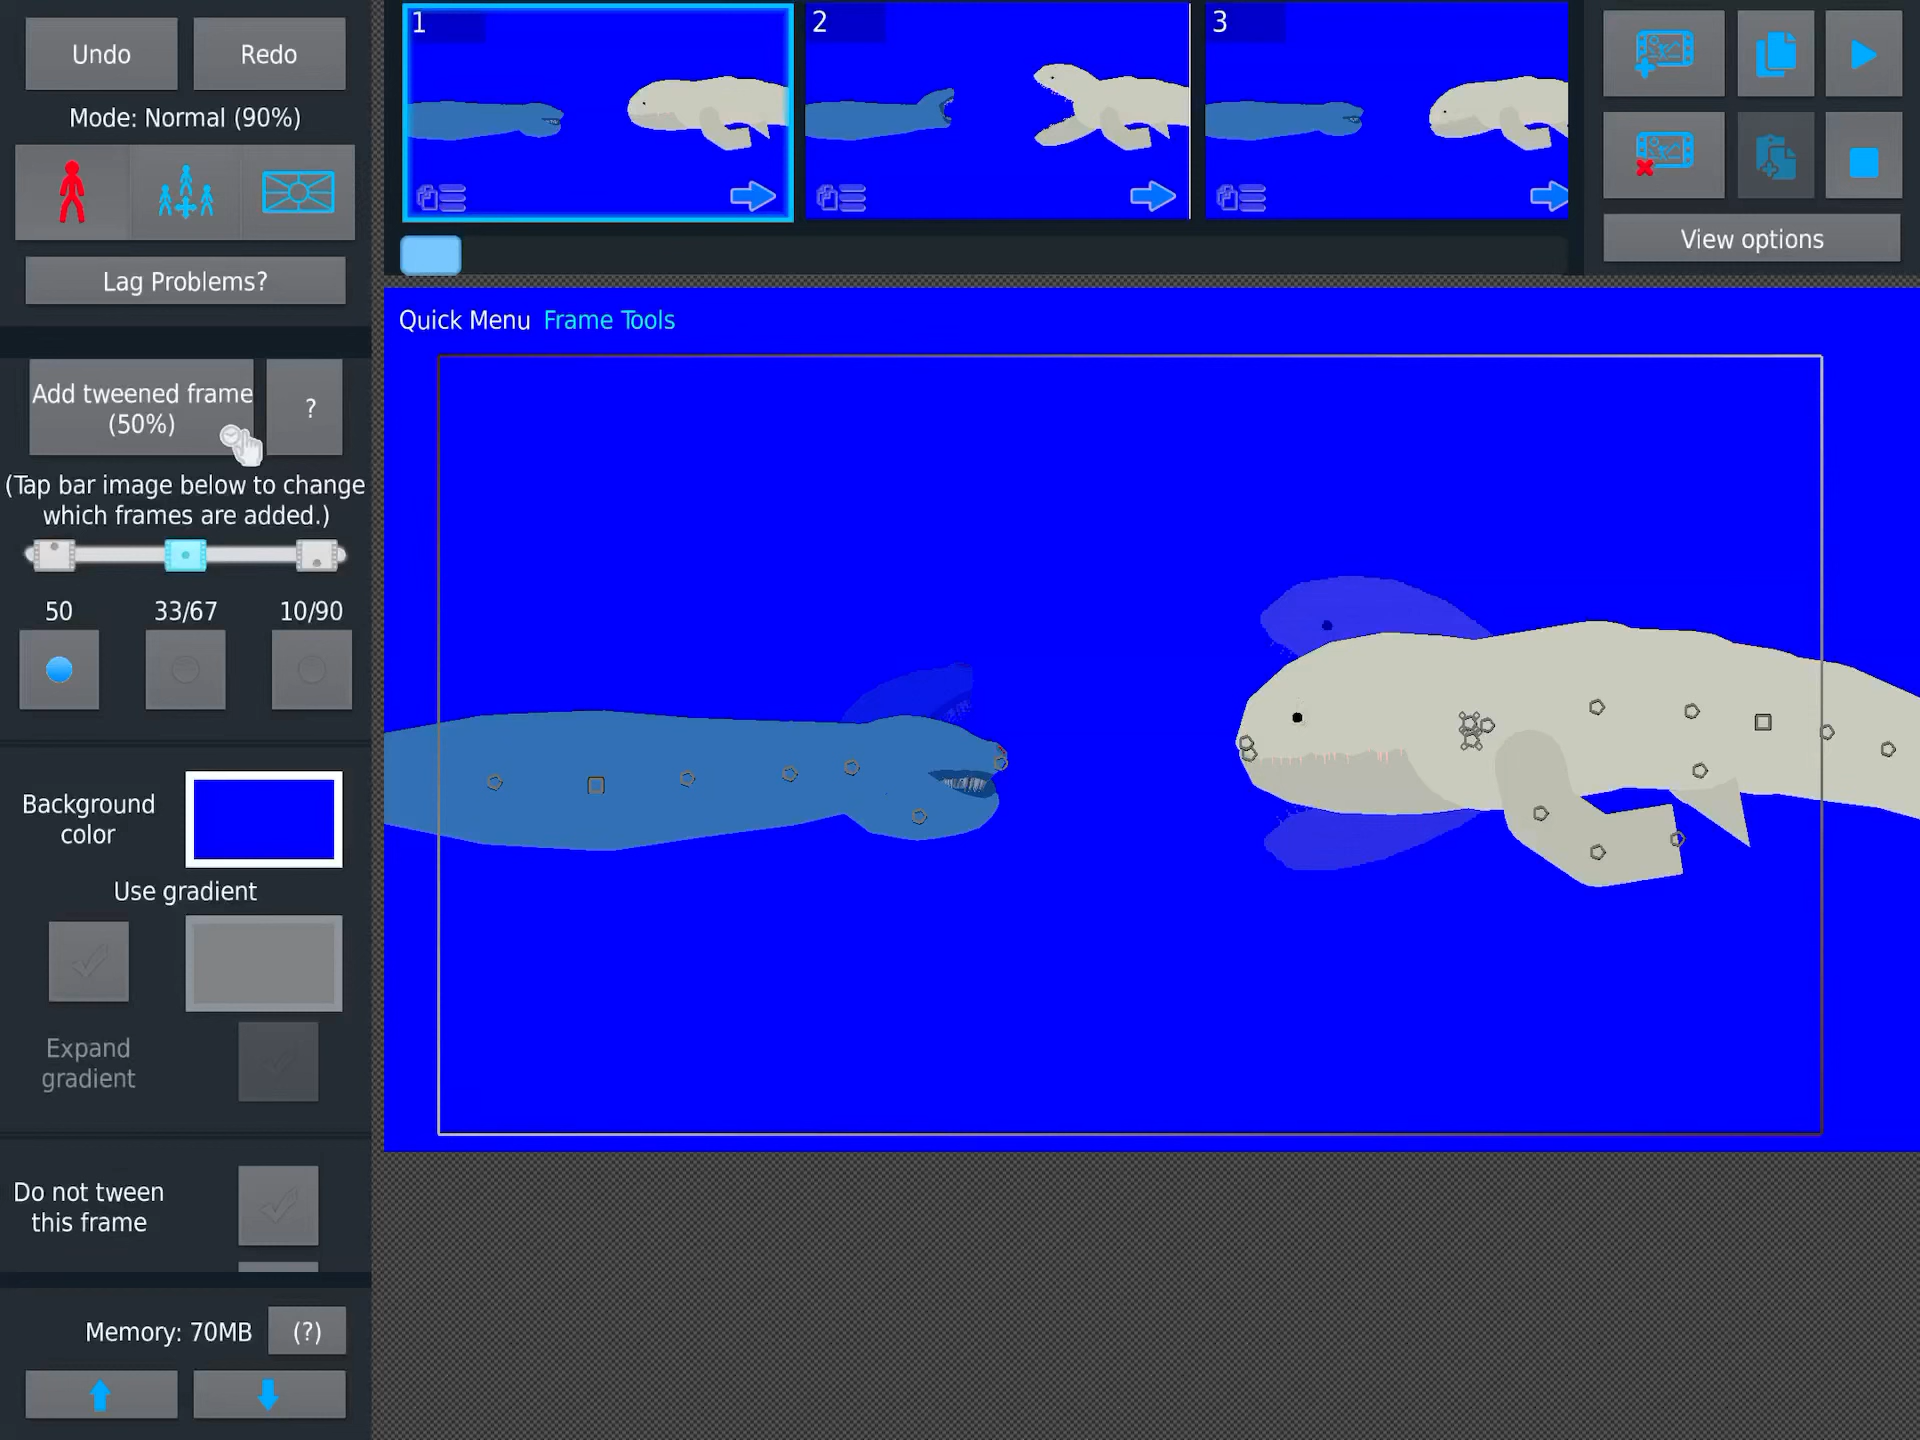 Undo
Redo
Mode: Normal (90%)
Lag Problems?
Add tweened frame
(50%)
?
(Tap bar image below to change
which frames are added.)
50
33/67
10/90
Background
color
Use gradient
Expand
gradient
Do not tween
this frame
Memory: 70MB
(?)
1
2
3
View options
Quick Menu
Frame Tools